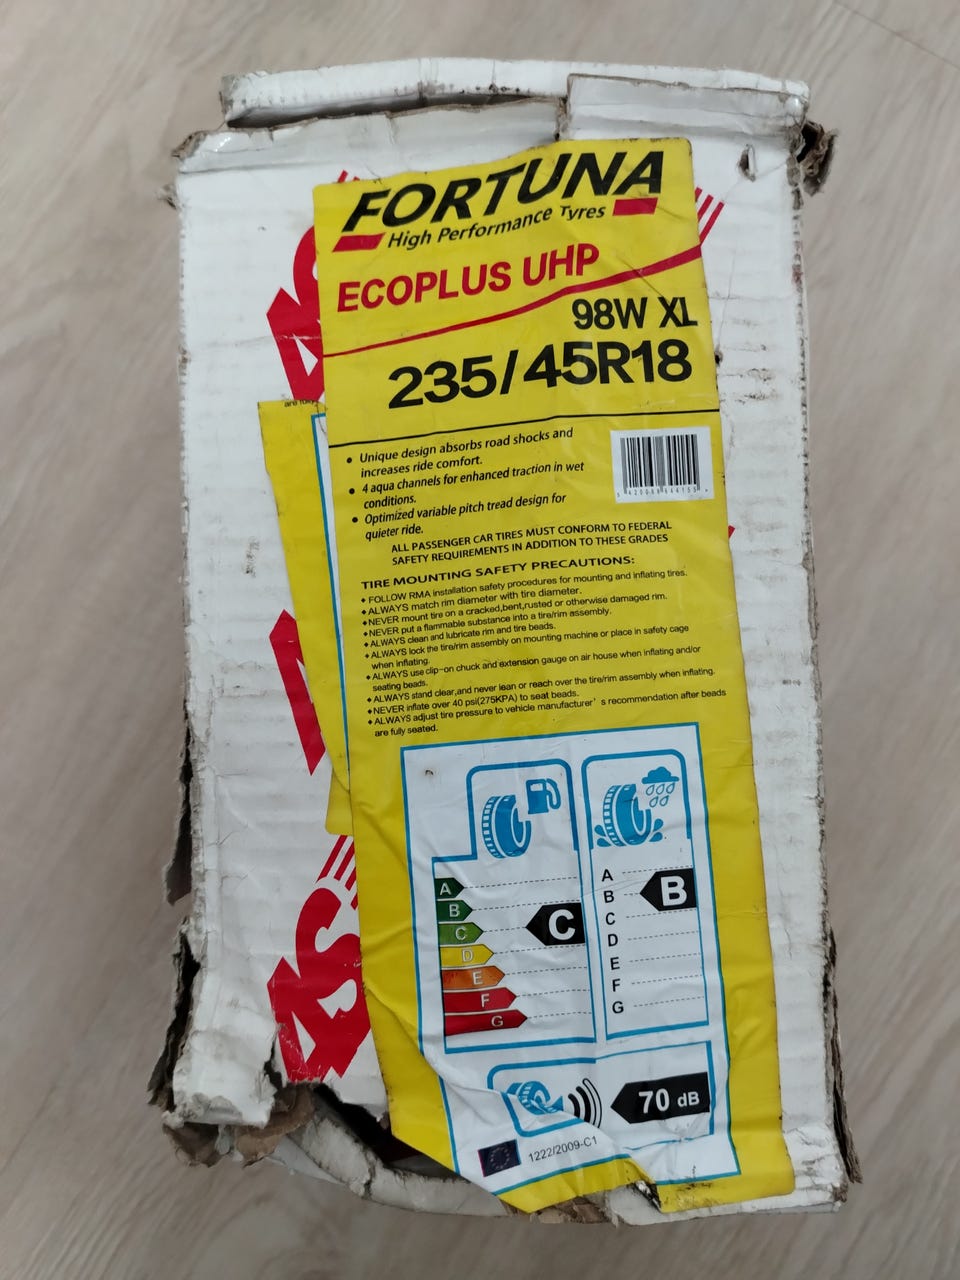 FORTUNA
High Performance Tyres
ECOPLUS UHP
98W XL
235/45R18
• Unique design absorbs road shocks and
increases ride comfort.
• 4 aqua channels for enhanced traction in wet
conditions.
• Optimized variable pitch tread design for
quieter ride.
ALL PASSENGER CAR TIRES MUST CONFORM TO FEDERAL
SAFETY REQUIREMENTS IN ADDITION TO THESE GRADES
TIRE MOUNTING SAFETY PRECAUTIONS:
◆ FOLLOW RMA installation safety procedures for mounting and inflating tires.
◆ ALWAYS match rim diameter with tire diameter.
◆ NEVER mount tire on a cracked,bent,rusted or otherwise damaged rim.
◆ NEVER put a flammable substance into a tire/rim assembly.
◆ ALWAYS clean and lubricate rim and tire beads.
◆ ALWAYS lock the tire/rim assembly on mounting machine or place in safety cage
when inflating.
◆ ALWAYS use clip-on chuck and extension gauge on air house when inflating and/or
seating beads.
◆ ALWAYS stand clear,and never lean or reach over the tire/rim assembly when inflating.
◆ NEVER inflate over 40 psi(275KPA) to seat beads.
◆ ALWAYS adjust tire pressure to vehicle manufacturer's recommendation after beads
are fully seated.
A
B
C
D
E
F
G
C
A
B
C
D
E
F
G
B
70 dB
1222/2009-C1